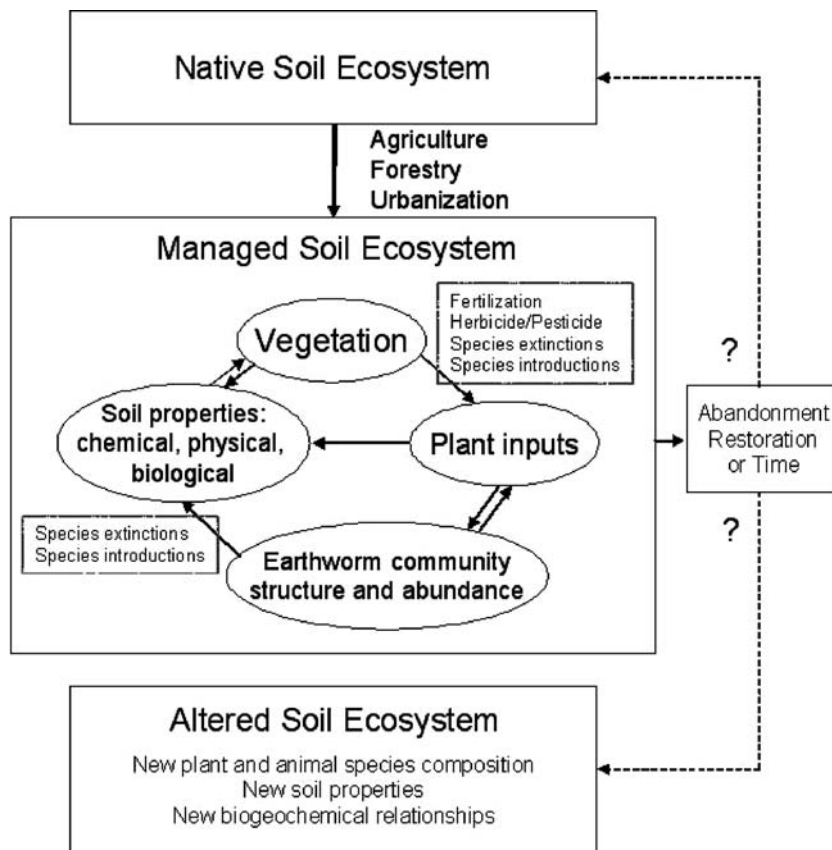 Native Soil Ecosystem
Agriculture
Forestry
Urbanization
Managed Soil Ecosystem
Fertilization
Herbicide/Pesticide
Species extinctions
Species introductions
Vegetation
?
Soil properties:
chemical, physical,
biological
Plant inputs
Abandonment
Restoration
or Time
?
Species extinctions
Species introductions
Earthworm community
structure and abundance
Altered Soil Ecosystem
New plant and animal species composition
New soil properties
New biogeochemical relationships